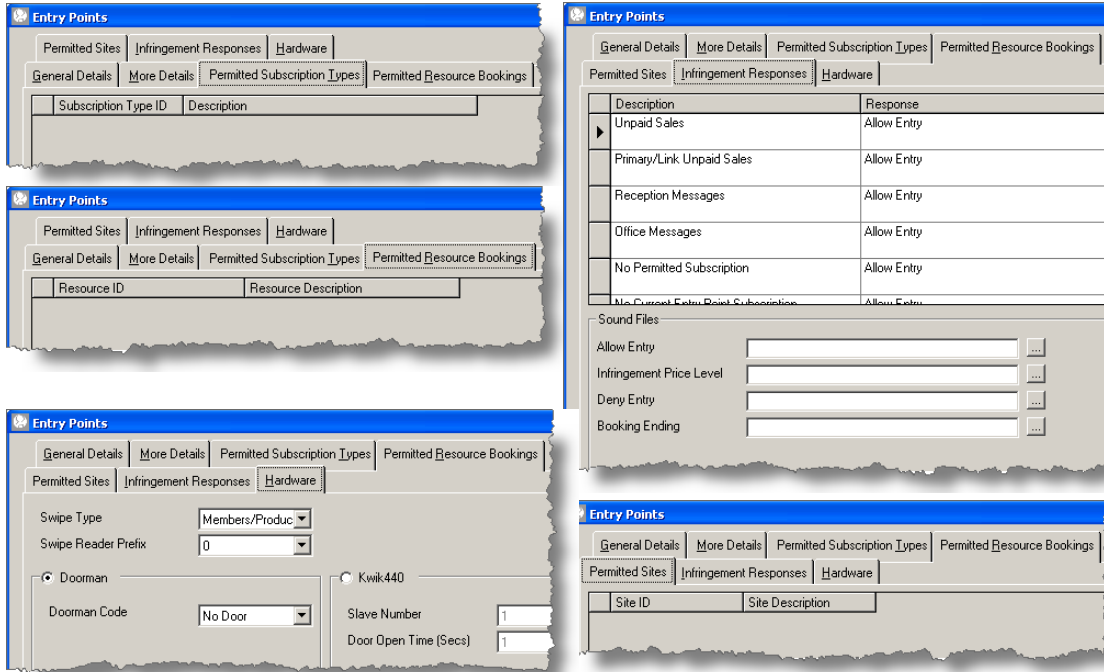 Entry Points
Permitted Sites Infringement Responses Hardware
General Details More Details Permitted Subscription Types Permitted Resource Bookings
Subscription Type ID Description
Entry Points
Permitted Sites Infringement Responses Hardware
General Details More Details Permitted Subscription Types Permitted Resource Bookings
Resource ID Resource Description
Entry Points
General Details More Details Permitted Subscription Types Permitted Resource Bookings
Permitted Sites Infringement Responses Hardware
Swipe Type Members/Produc
Swipe Reader Prefix 0
Doorman Kwik440
Doorman Code No Door Slave Number 1
Door Open Time (Secs) 1
Entry Points
General Details More Details Permitted Subscription Types Permitted Resource Bookings
Permitted Sites Infringement Responses Hardware
Description Response
Unpaid Sales Allow Entry
Primary/Link Unpaid Sales Allow Entry
Reception Messages Allow Entry
Office Messages Allow Entry
No Permitted Subscription Allow Entry
No Current Entry Point Subscription Allow Entry
Sound Files
Allow Entry ...
Infringement Price Level ...
Deny Entry ...
Booking Ending ...
Entry Points
General Details More Details Permitted Subscription Types Permitted Resource Bookings
Permitted Sites Infringement Responses Hardware
Site ID Site Description